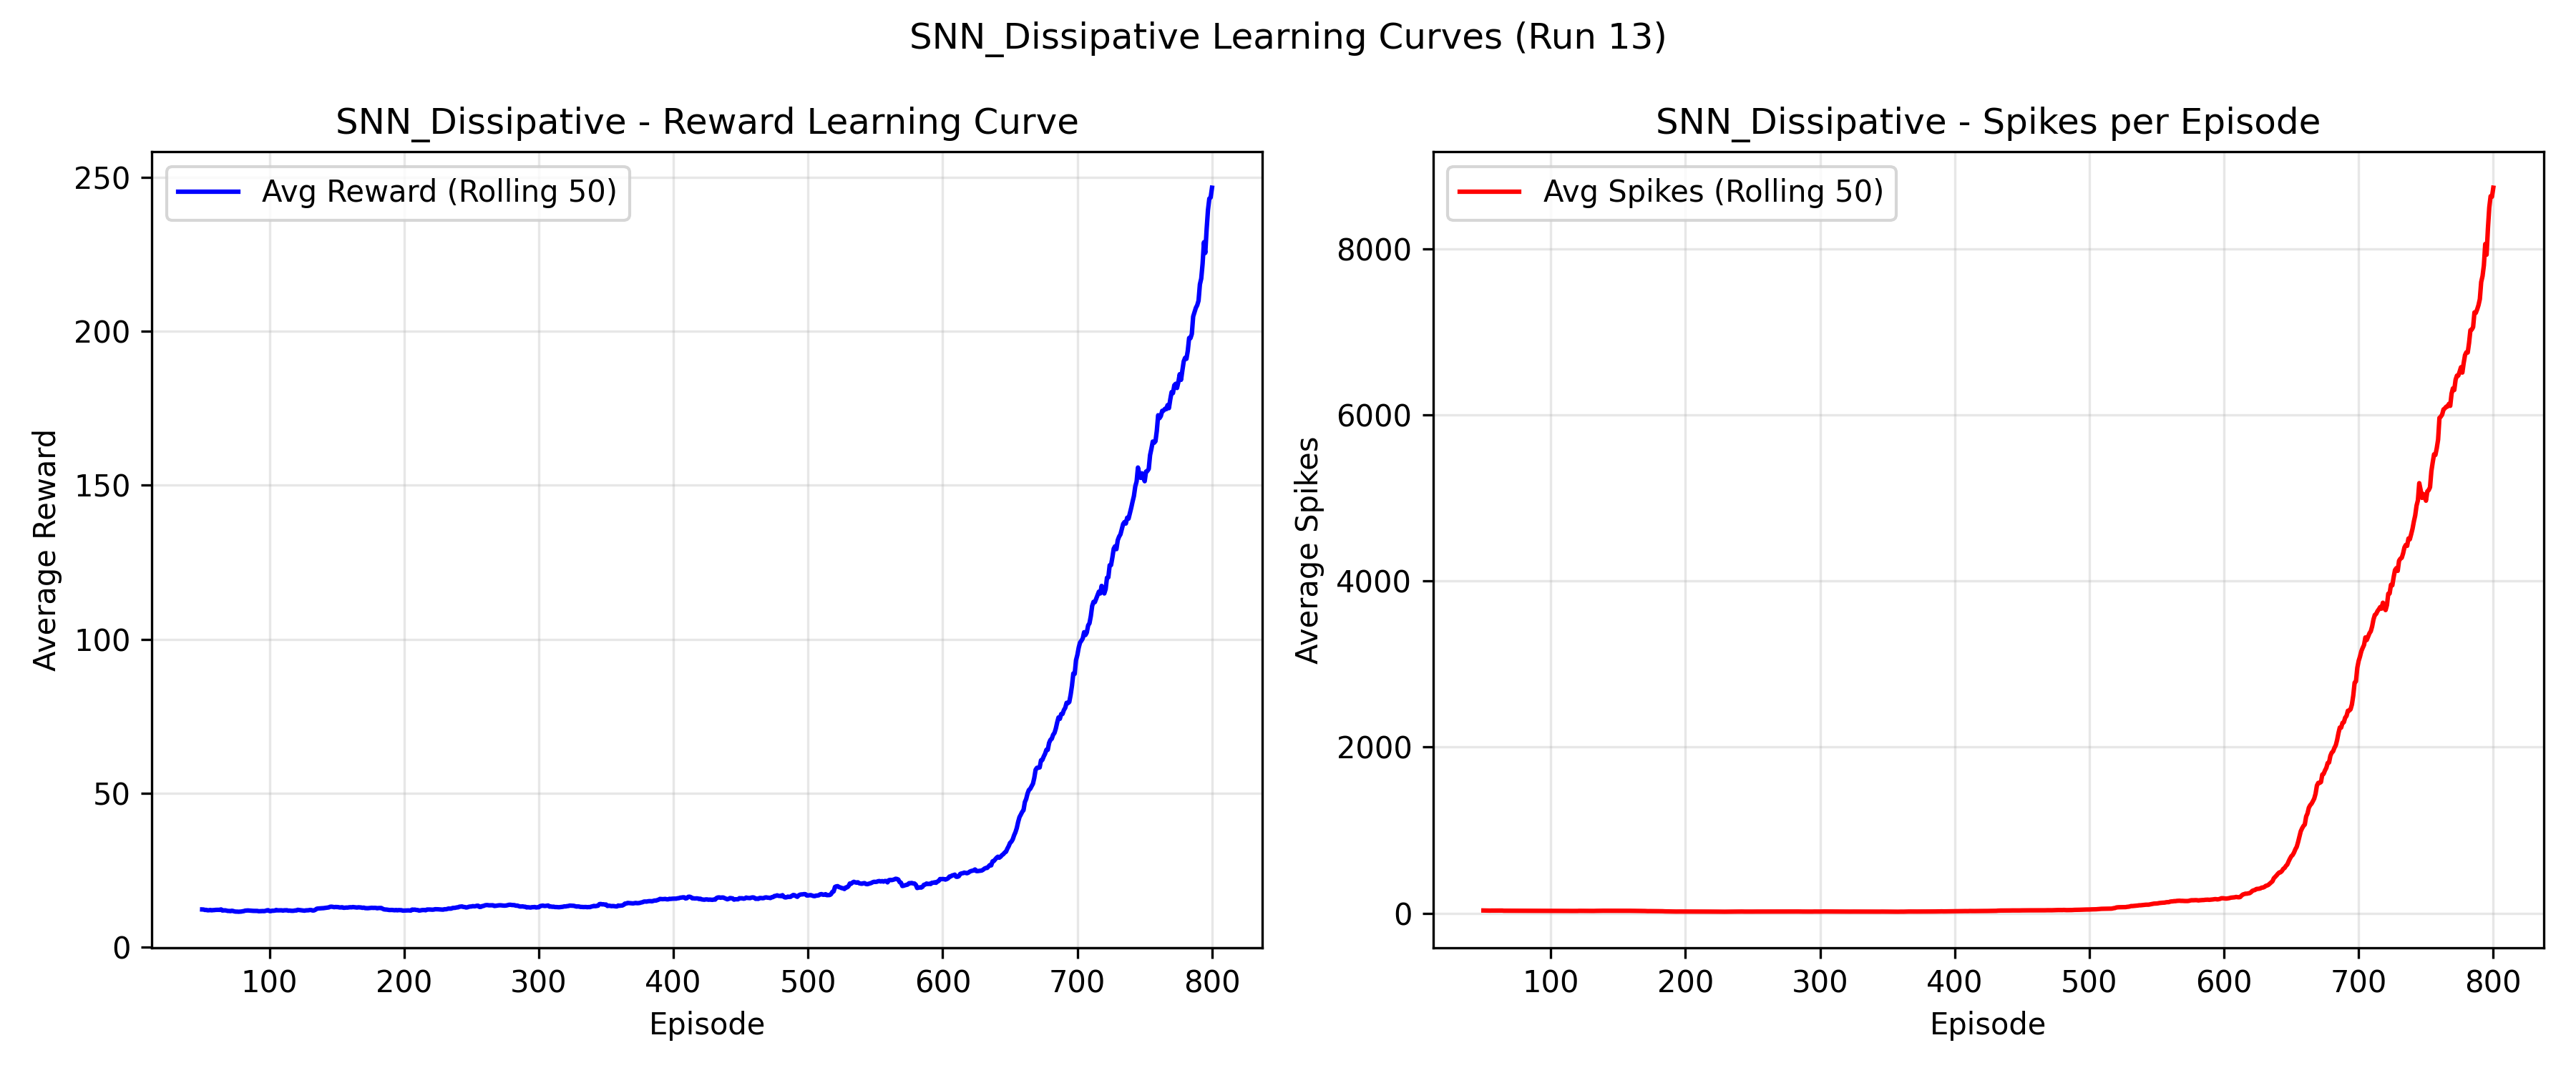 SNN_Dissipative Learning Curves (Run 13)
SNN_Dissipative - Reward Learning Curve
Avg Reward (Rolling 50)
Average Reward
250
200
150
100
50
0
100 200 300 400 500 600 700 800
Episode
SNN_Dissipative - Spikes per Episode
Avg Spikes (Rolling 50)
Average Spikes
8000
6000
4000
2000
0
100 200 300 400 500 600 700 800
Episode